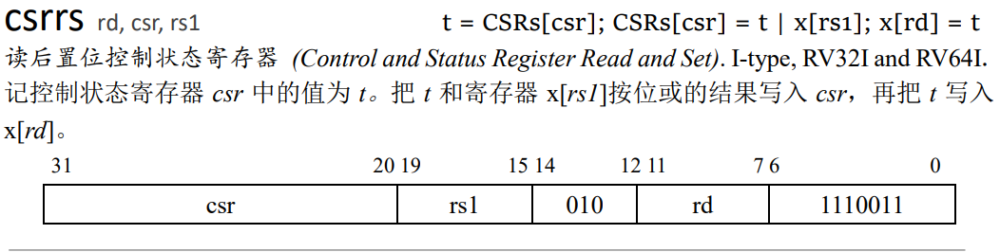 csrrs rd, csr, rs1 t = CSRs[csr]; CSRs[csr] = t | x[rs1]; x[rd] = t
读后置位控制状态寄存器 (Control and Status Register Read and Set). I-type, RV32I and RV64I.
记控制状态寄存器 csr 中的值为 t。把 t 和寄存器 x[rs1]按位或的结果写入 csr，再把 t 写入
x[rd]。
31 20 19 15 14 12 11 7 6 0
csr rs1 010 rd 1110011